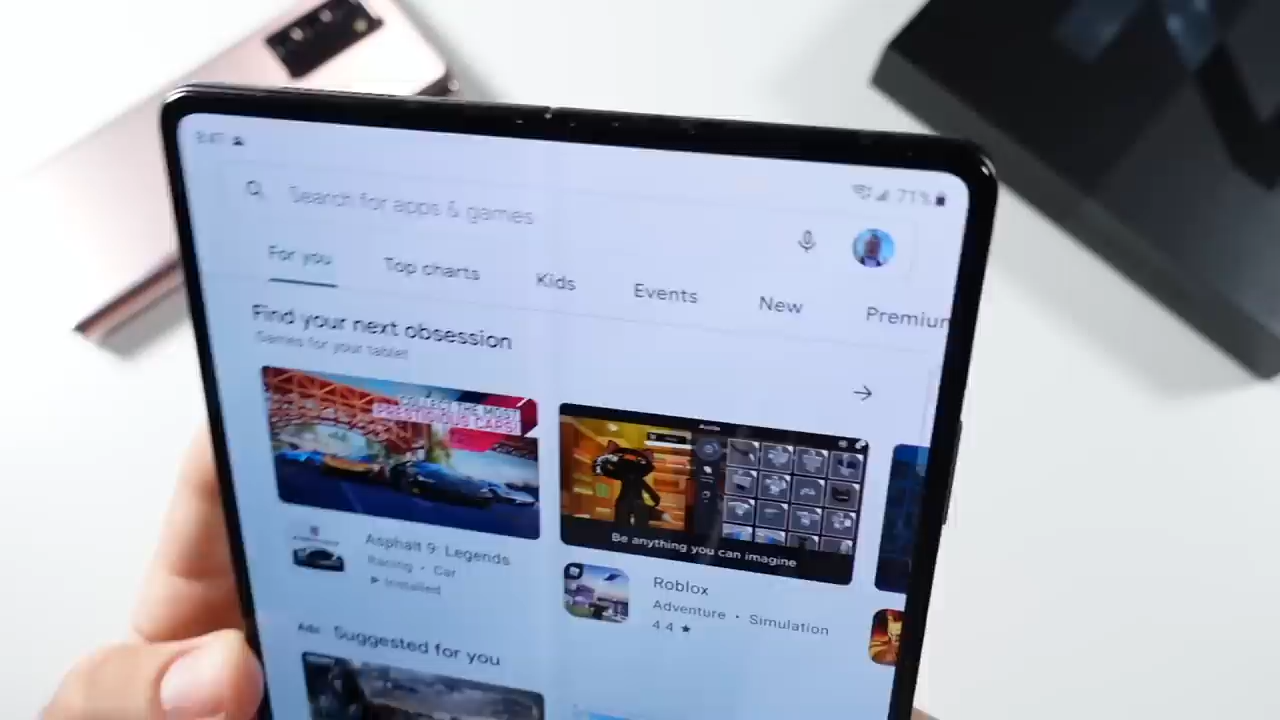 71%
Search for apps & games
For you
Top charts
Kids
Events
New
Premium
Find your next obsession
Games for your tablet
COLLECT THE MOST
PRESTIGIOUS CARS!
Be anything you can imagine
Asphalt 9: Legends
Racing • Car
Installed
Roblox
Adventure • Simulation
4.4 ★
Ads Suggested for you